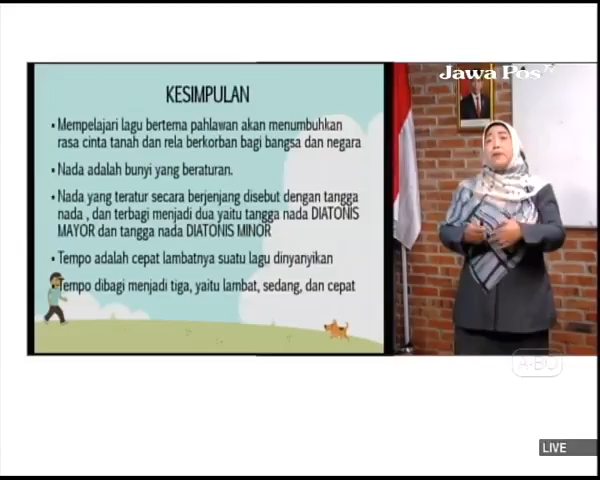 Jawa Pos TV
KESIMPULAN
▪ Mempelajari lagu bertema pahlawan akan menumbuhkan
rasa cinta tanah dan rela berkorban bagi bangsa dan negara
▪ Nada adalah bunyi yang beraturan.
▪ Nada yang teratur secara berjenjang disebut dengan tangga
nada , dan terbagi menjadi dua yaitu tangga nada DIATONIS
MAYOR dan tangga nada DIATONIS MINOR
▪ Tempo adalah cepat lambatnya suatu lagu dinyanyikan
▪ Tempo dibagi menjadi tiga, yaitu lambat, sedang, dan cepat
A-BO
LIVE